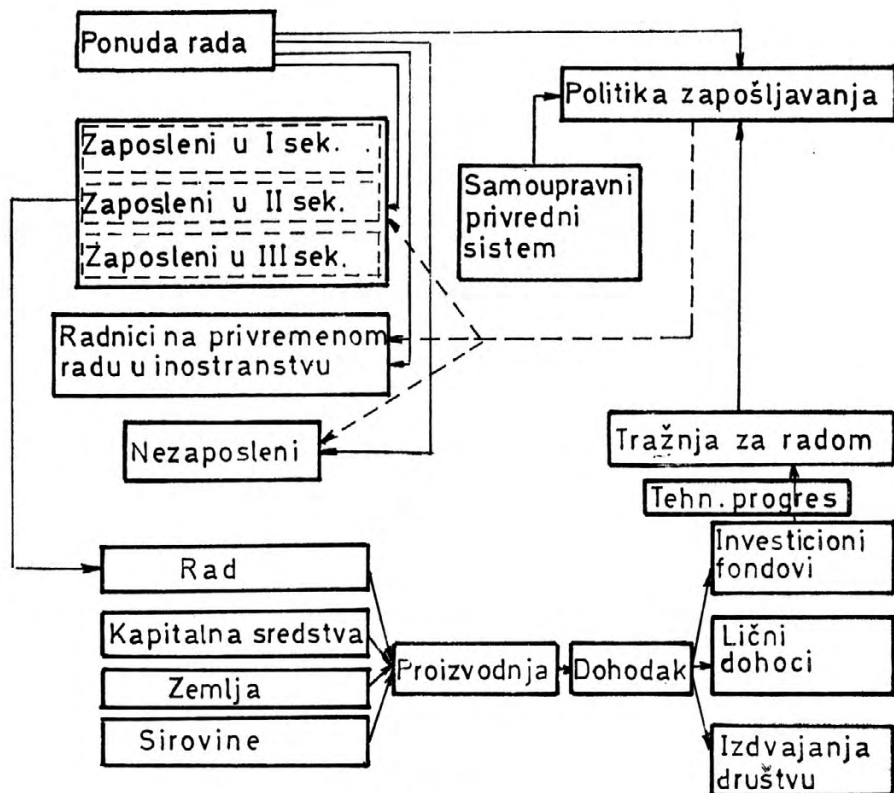 Ponuda rada
Politika zapošljavanja
Zaposleni u I sek.
Zaposleni u II sek.
Zaposleni u III sek.
Samoupravni
privredni
sistem
Radnici na privremenom
radu u inostranstvu
Nezaposleni
Tražnja za radom
Tehn. progres
Investicioni
fondovi
Rad
Kapitalna sredstva
Zemlja
Sirovine
Proizvodnja
Dohodak
Lični
dohoci
Izdvajanja
društvu